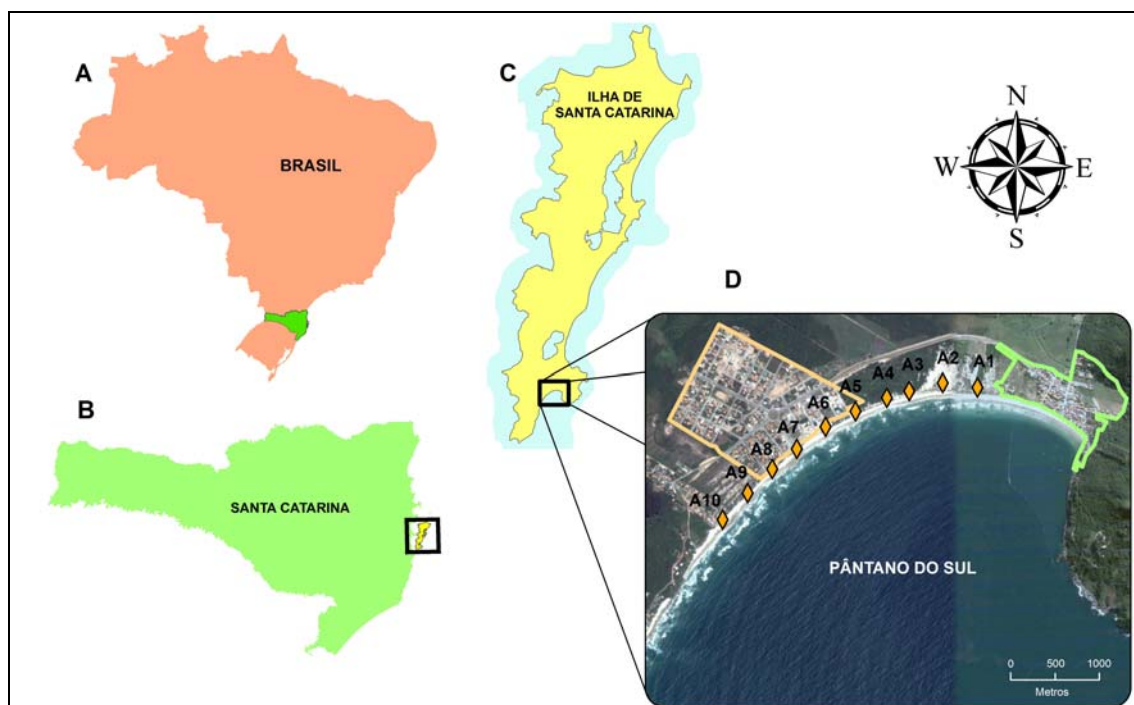 A
BRASIL
B
SANTA CATARINA
C
ILHA DE
SANTA CATARINA
N
W
E
S
D
A1
A2
A3
A4
A5
A6
A7
A8
A9
A10
PÂNTANO DO SUL
0 500 1000
Metros